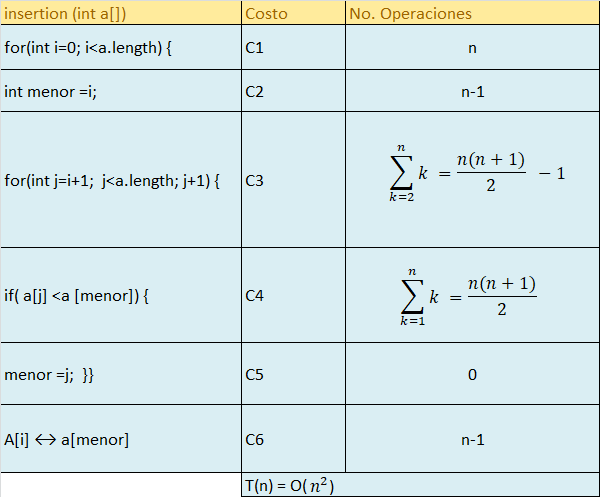 insertion (int a[]) Costo No. Operaciones
for(int i=0; i<a.length) { C1 n
int menor =i; C2 n-1
for(int j=i+1; j<a.length; j+1) { C3 \sum_{k=2}^{n} k = \frac{n(n+1)}{2} - 1
if( a[j] <a [menor]) { C4 \sum_{k=1}^{n} k = \frac{n(n+1)}{2}
menor =j; }} C5 0
A[i] ↔ a[menor] C6 n-1
T(n) = O( n²)